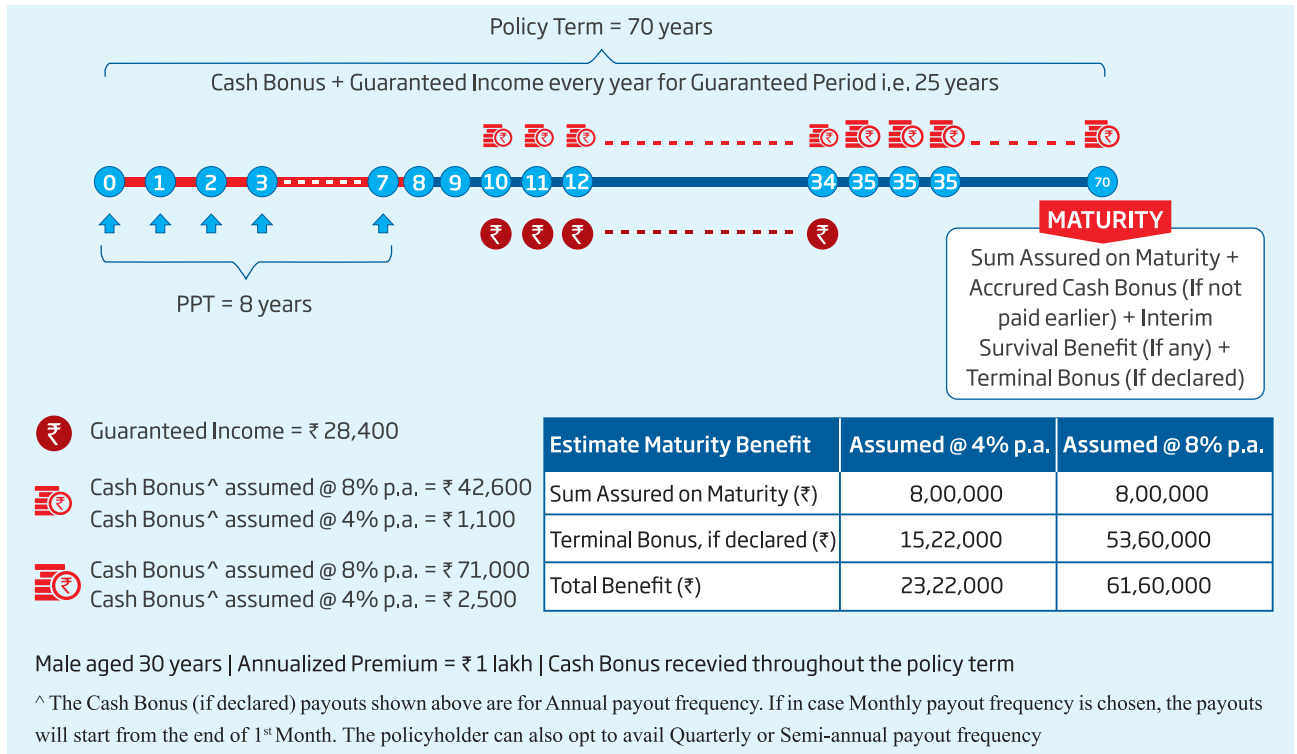 Policy Term = 70 years
Cash Bonus + Guaranteed Income every year for Guaranteed Period i.e. 25 years
₹ ₹ ₹ ₹ ₹ ₹ ₹ ₹
0 1 2 3 7 8 9 10 11 12 34 35 35 35 70
₹ ₹ ₹ ₹
PPT = 8 years
MATURITY
Sum Assured on Maturity +
Accrured Cash Bonus (If not
paid earlier) + Interim
Survival Benefit (If any) +
Terminal Bonus (If declared)
₹ Guaranteed Income = ₹ 28,400
₹ Cash Bonus^ assumed @ 8% p.a. = ₹ 42,600
Cash Bonus^ assumed @ 4% p.a. = ₹ 1,100
₹ Cash Bonus^ assumed @ 8% p.a. = ₹ 71,000
Cash Bonus^ assumed @ 4% p.a. = ₹ 2,500
Estimate Maturity Benefit Assumed @ 4% p.a. Assumed @ 8% p.a.
Sum Assured on Maturity (₹) 8,00,000 8,00,000
Terminal Bonus, if declared (₹) 15,22,000 53,60,000
Total Benefit (₹) 23,22,000 61,60,000
Male aged 30 years | Annualized Premium = ₹ 1 lakh | Cash Bonus recevied throughout the policy term
^ The Cash Bonus (if declared) payouts shown above are for Annual payout frequency. If in case Monthly payout frequency is chosen, the payouts
will start from the end of 1st Month. The policyholder can also opt to avail Quarterly or Semi-annual payout frequency